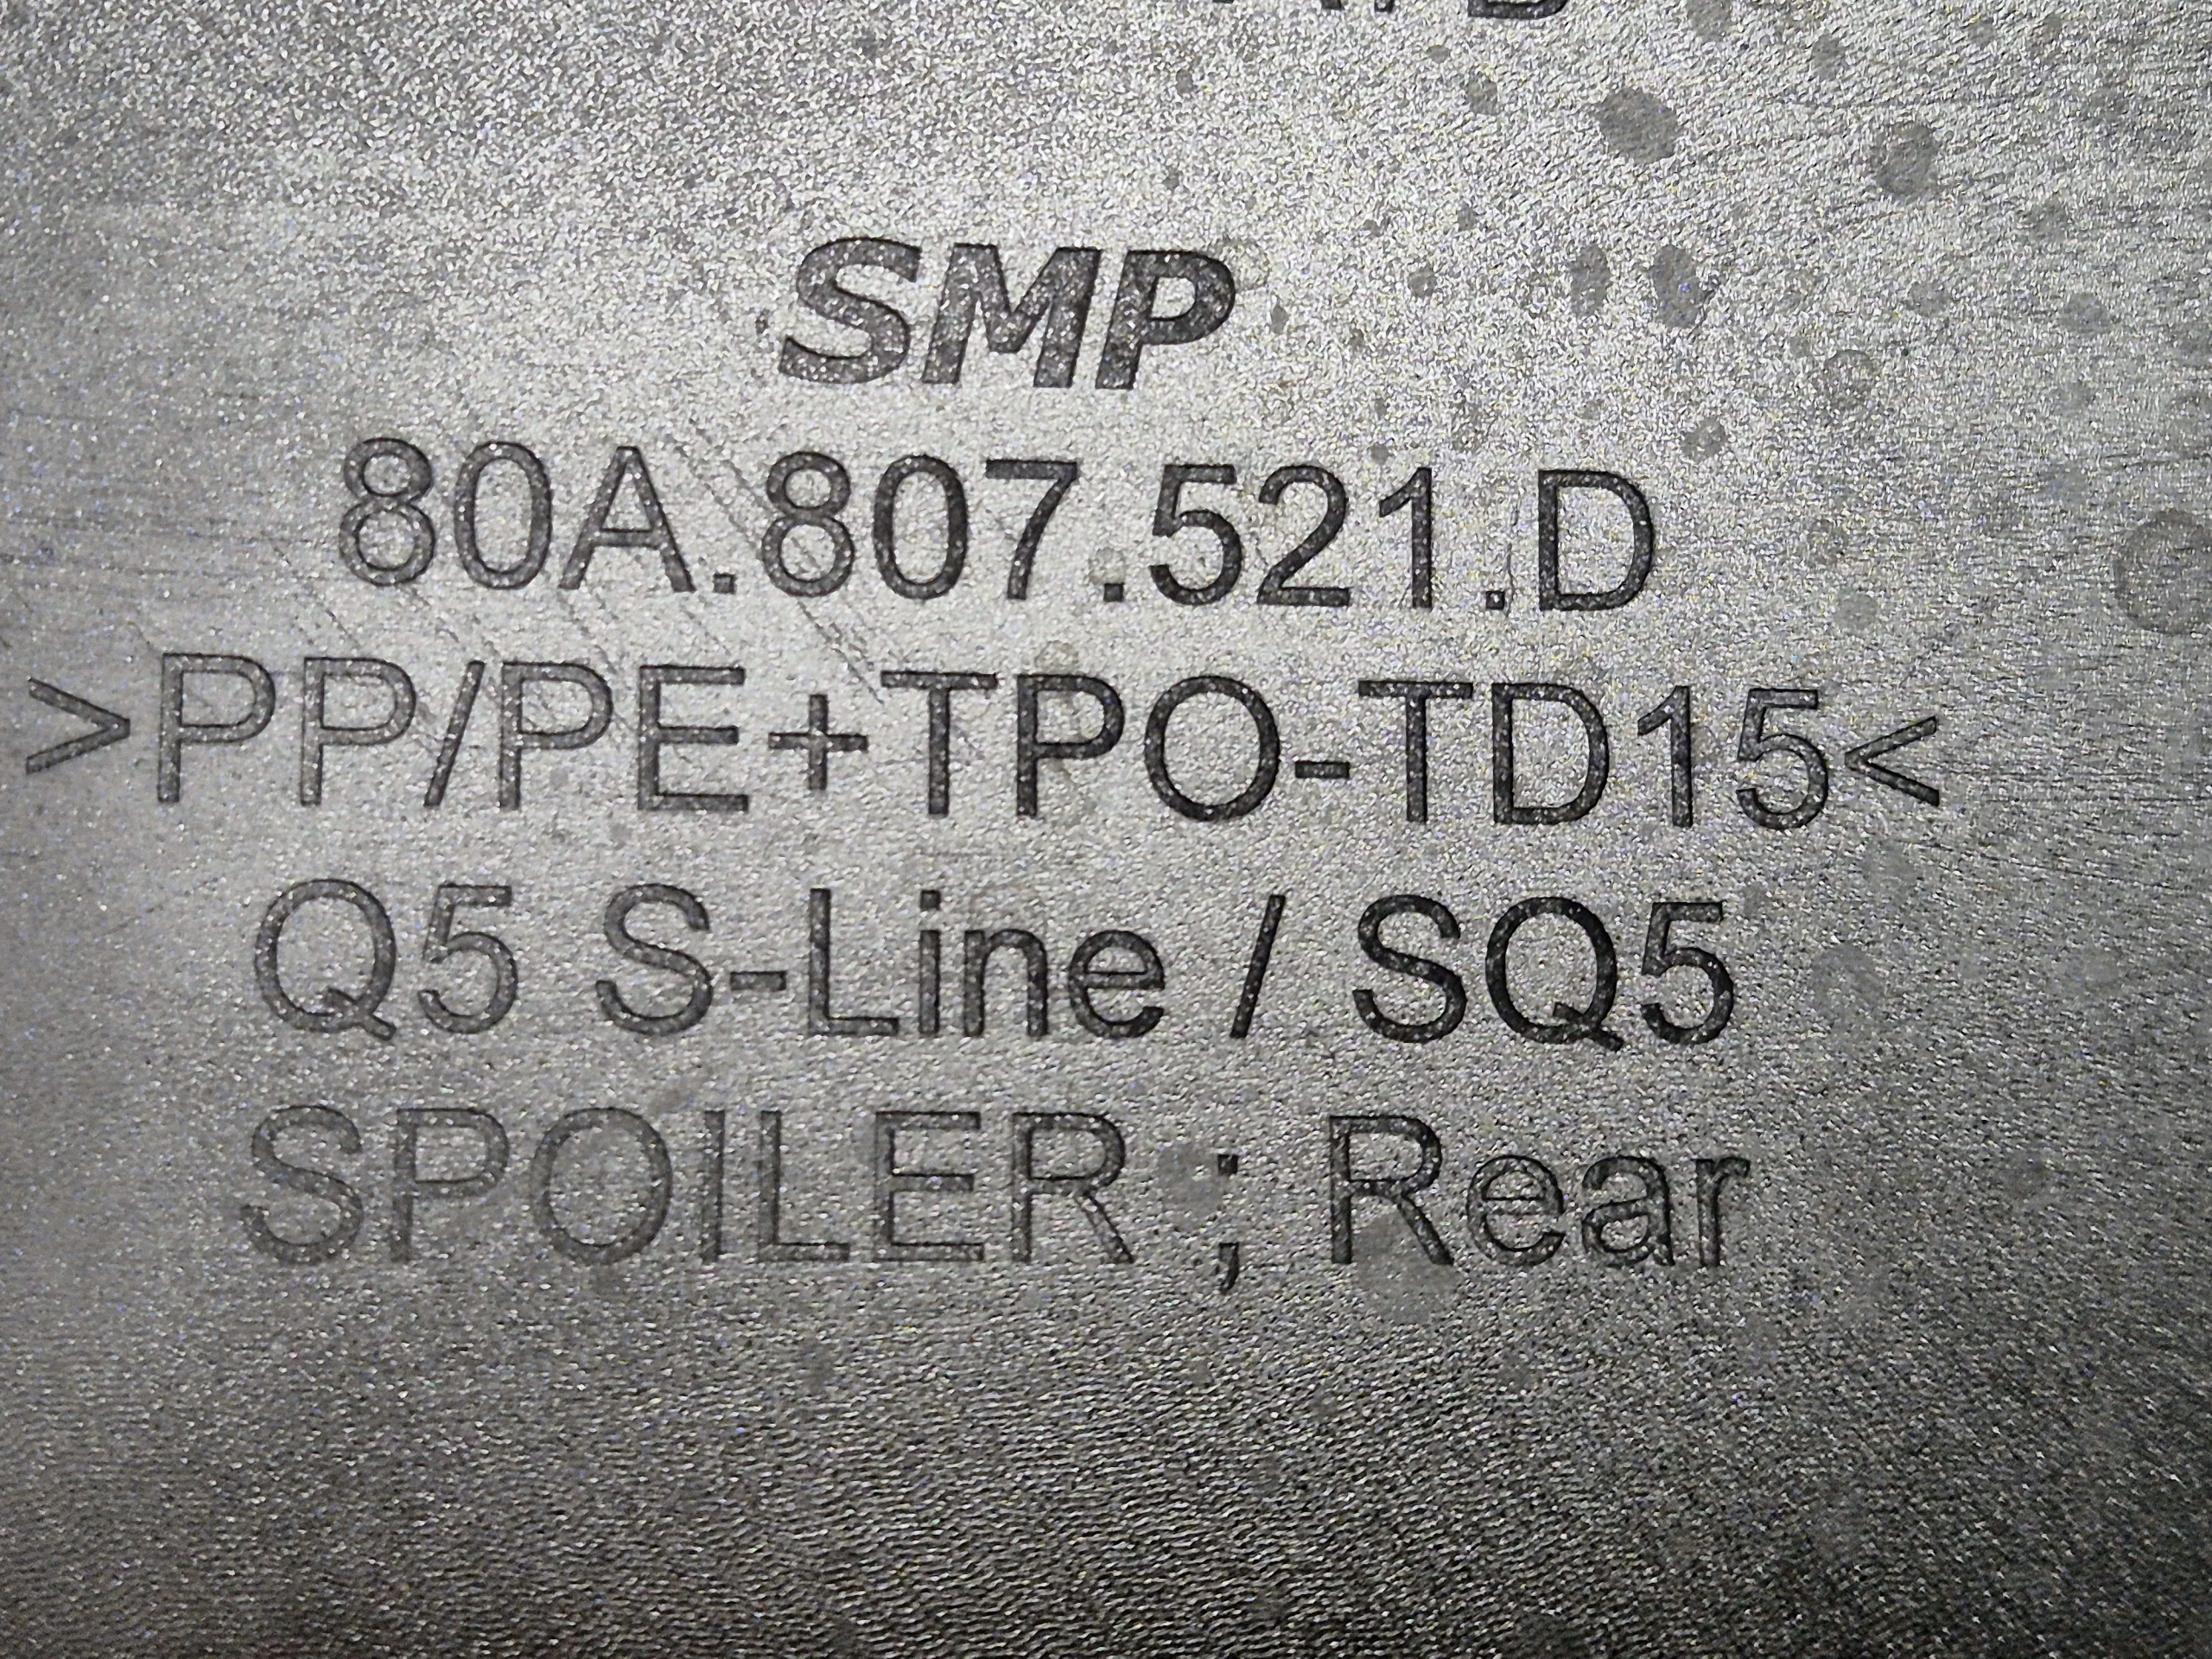 SMP
80A.807.521.D
>PP/PE+TPO-TD15<
Q5 S-Line / SQ5
SPOILER ; Rear